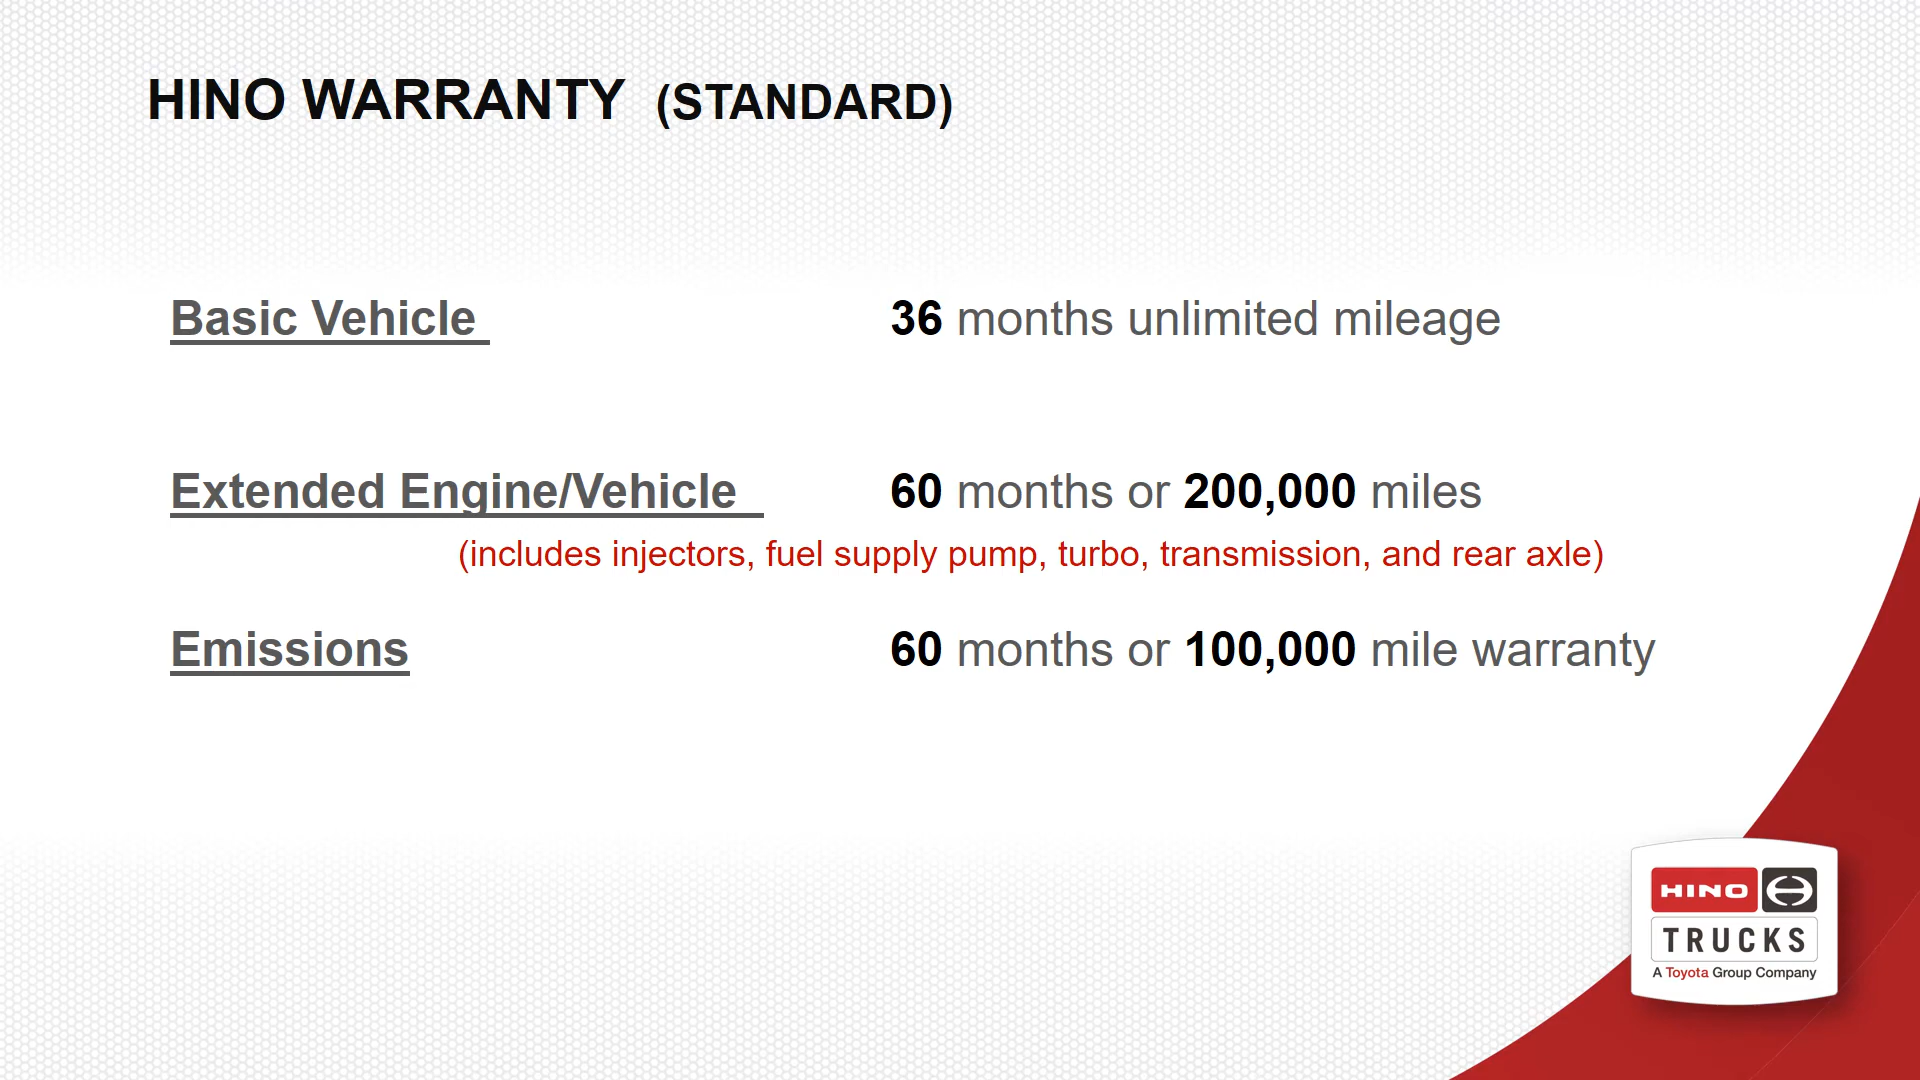 HINO WARRANTY (STANDARD)
Basic Vehicle 36 months unlimited mileage
Extended Engine/Vehicle 60 months or 200,000 miles
(includes injectors, fuel supply pump, turbo, transmission, and rear axle)
Emissions 60 months or 100,000 mile warranty
HINO
TRUCKS
A Toyota Group Company